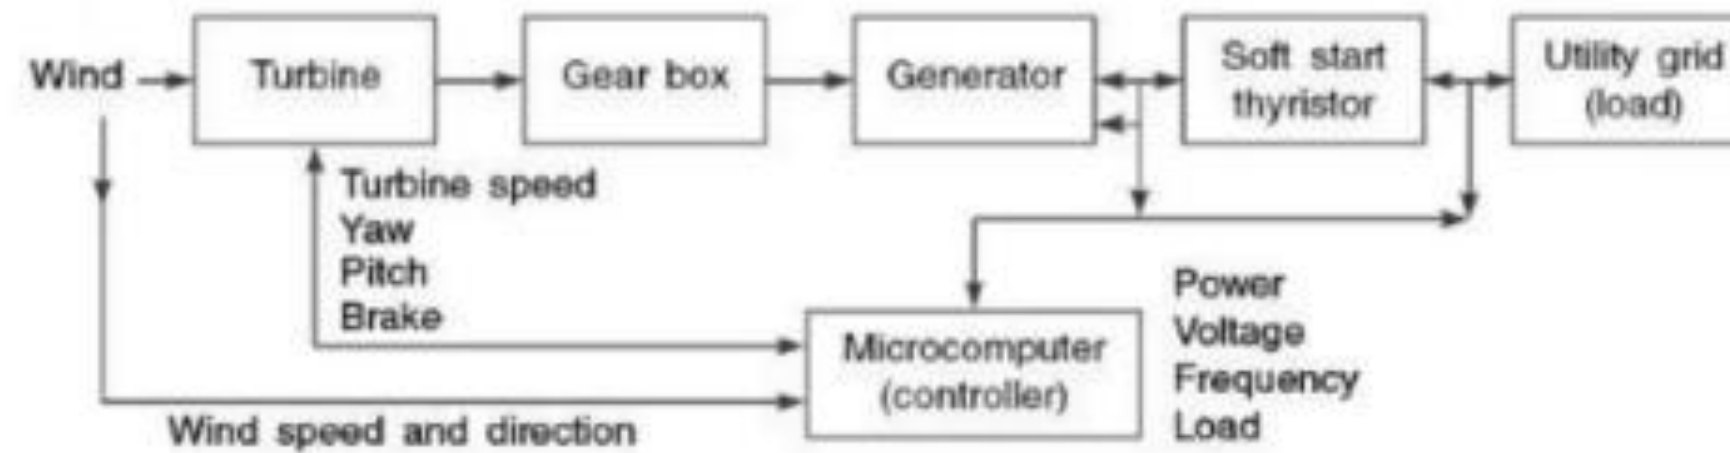 Wind
Turbine
Gear box
Generator
Soft start
thyristor
Utility grid
(load)
Turbine speed
Yaw
Pitch
Brake
Microcomputer
(controller)
Power
Voltage
Frequency
Load
Wind speed and direction